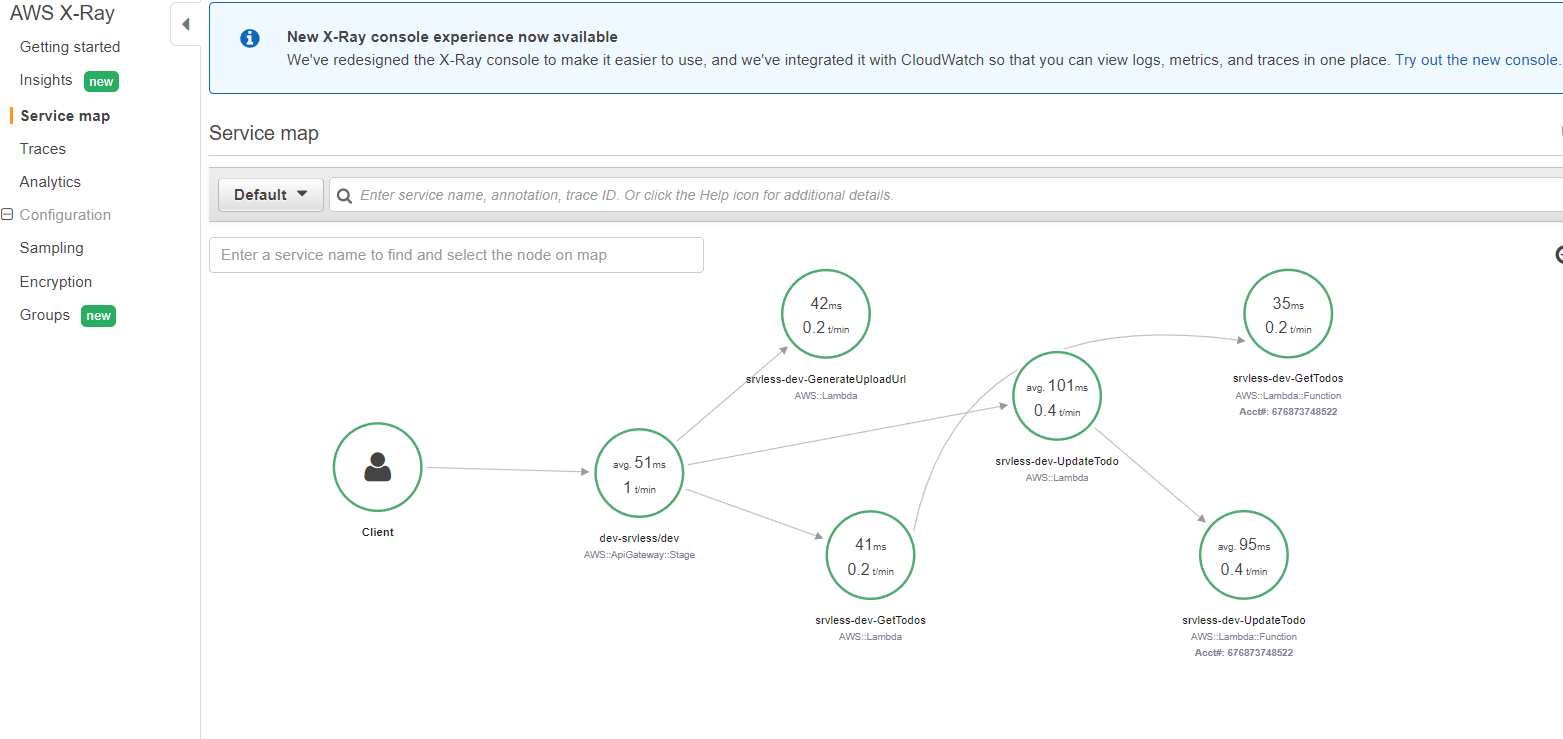 AWS X-Ray
Getting started
Insights new
Service map
Traces
Analytics
Configuration
Sampling
Encryption
Groups new
New X-Ray console experience now available
We've redesigned the X-Ray console to make it easier to use, and we've integrated it with CloudWatch so that you can view logs, metrics, and traces in one place. Try out the new console.
Service map
Default
Enter service name, annotation, trace ID. Or click the Help icon for additional details.
Enter a service name to find and select the node on map
Client
avg. 51ms
1 t/min
dev-srvless/dev
AWS::ApiGateway::Stage
42ms
0.2 t/min
srvless-dev-GenerateUploadUrl
AWS::Lambda
41ms
0.2 t/min
srvless-dev-GetTodos
AWS::Lambda
avg. 101ms
0.4 t/min
srvless-dev-UpdateTodo
AWS::Lambda
35ms
0.2 t/min
srvless-dev-GetTodos
AWS::Lambda::Function
Acct#: 676873748522
avg. 95ms
0.4 t/min
srvless-dev-UpdateTodo
AWS::Lambda::Function
Acct#: 676873748522